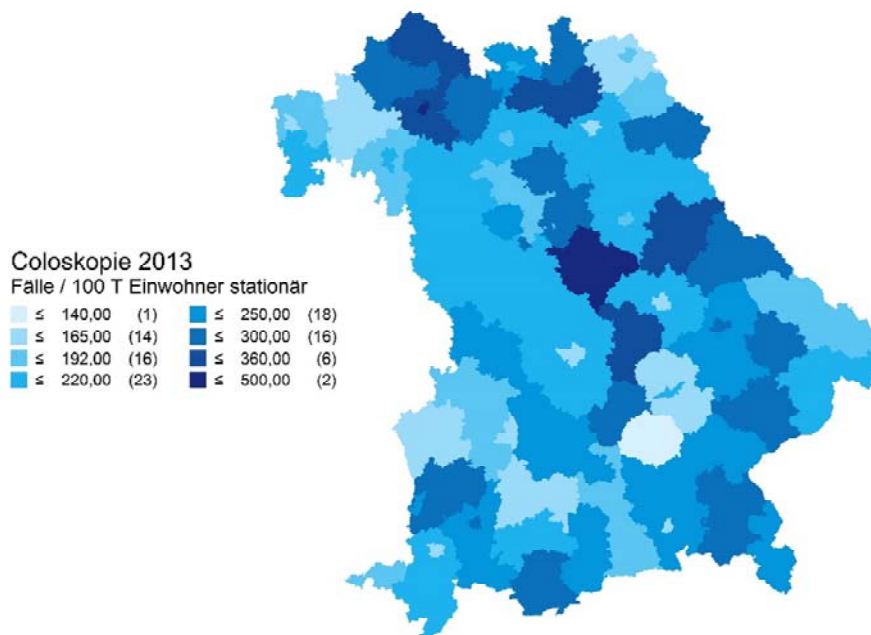 Coloskopie 2013
Fälle / 100 T Einwohner stationär
≤ 140,00 (1) ≤ 250,00 (18)
≤ 165,00 (14) ≤ 300,00 (16)
≤ 192,00 (16) ≤ 360,00 (6)
≤ 220,00 (23) ≤ 500,00 (2)